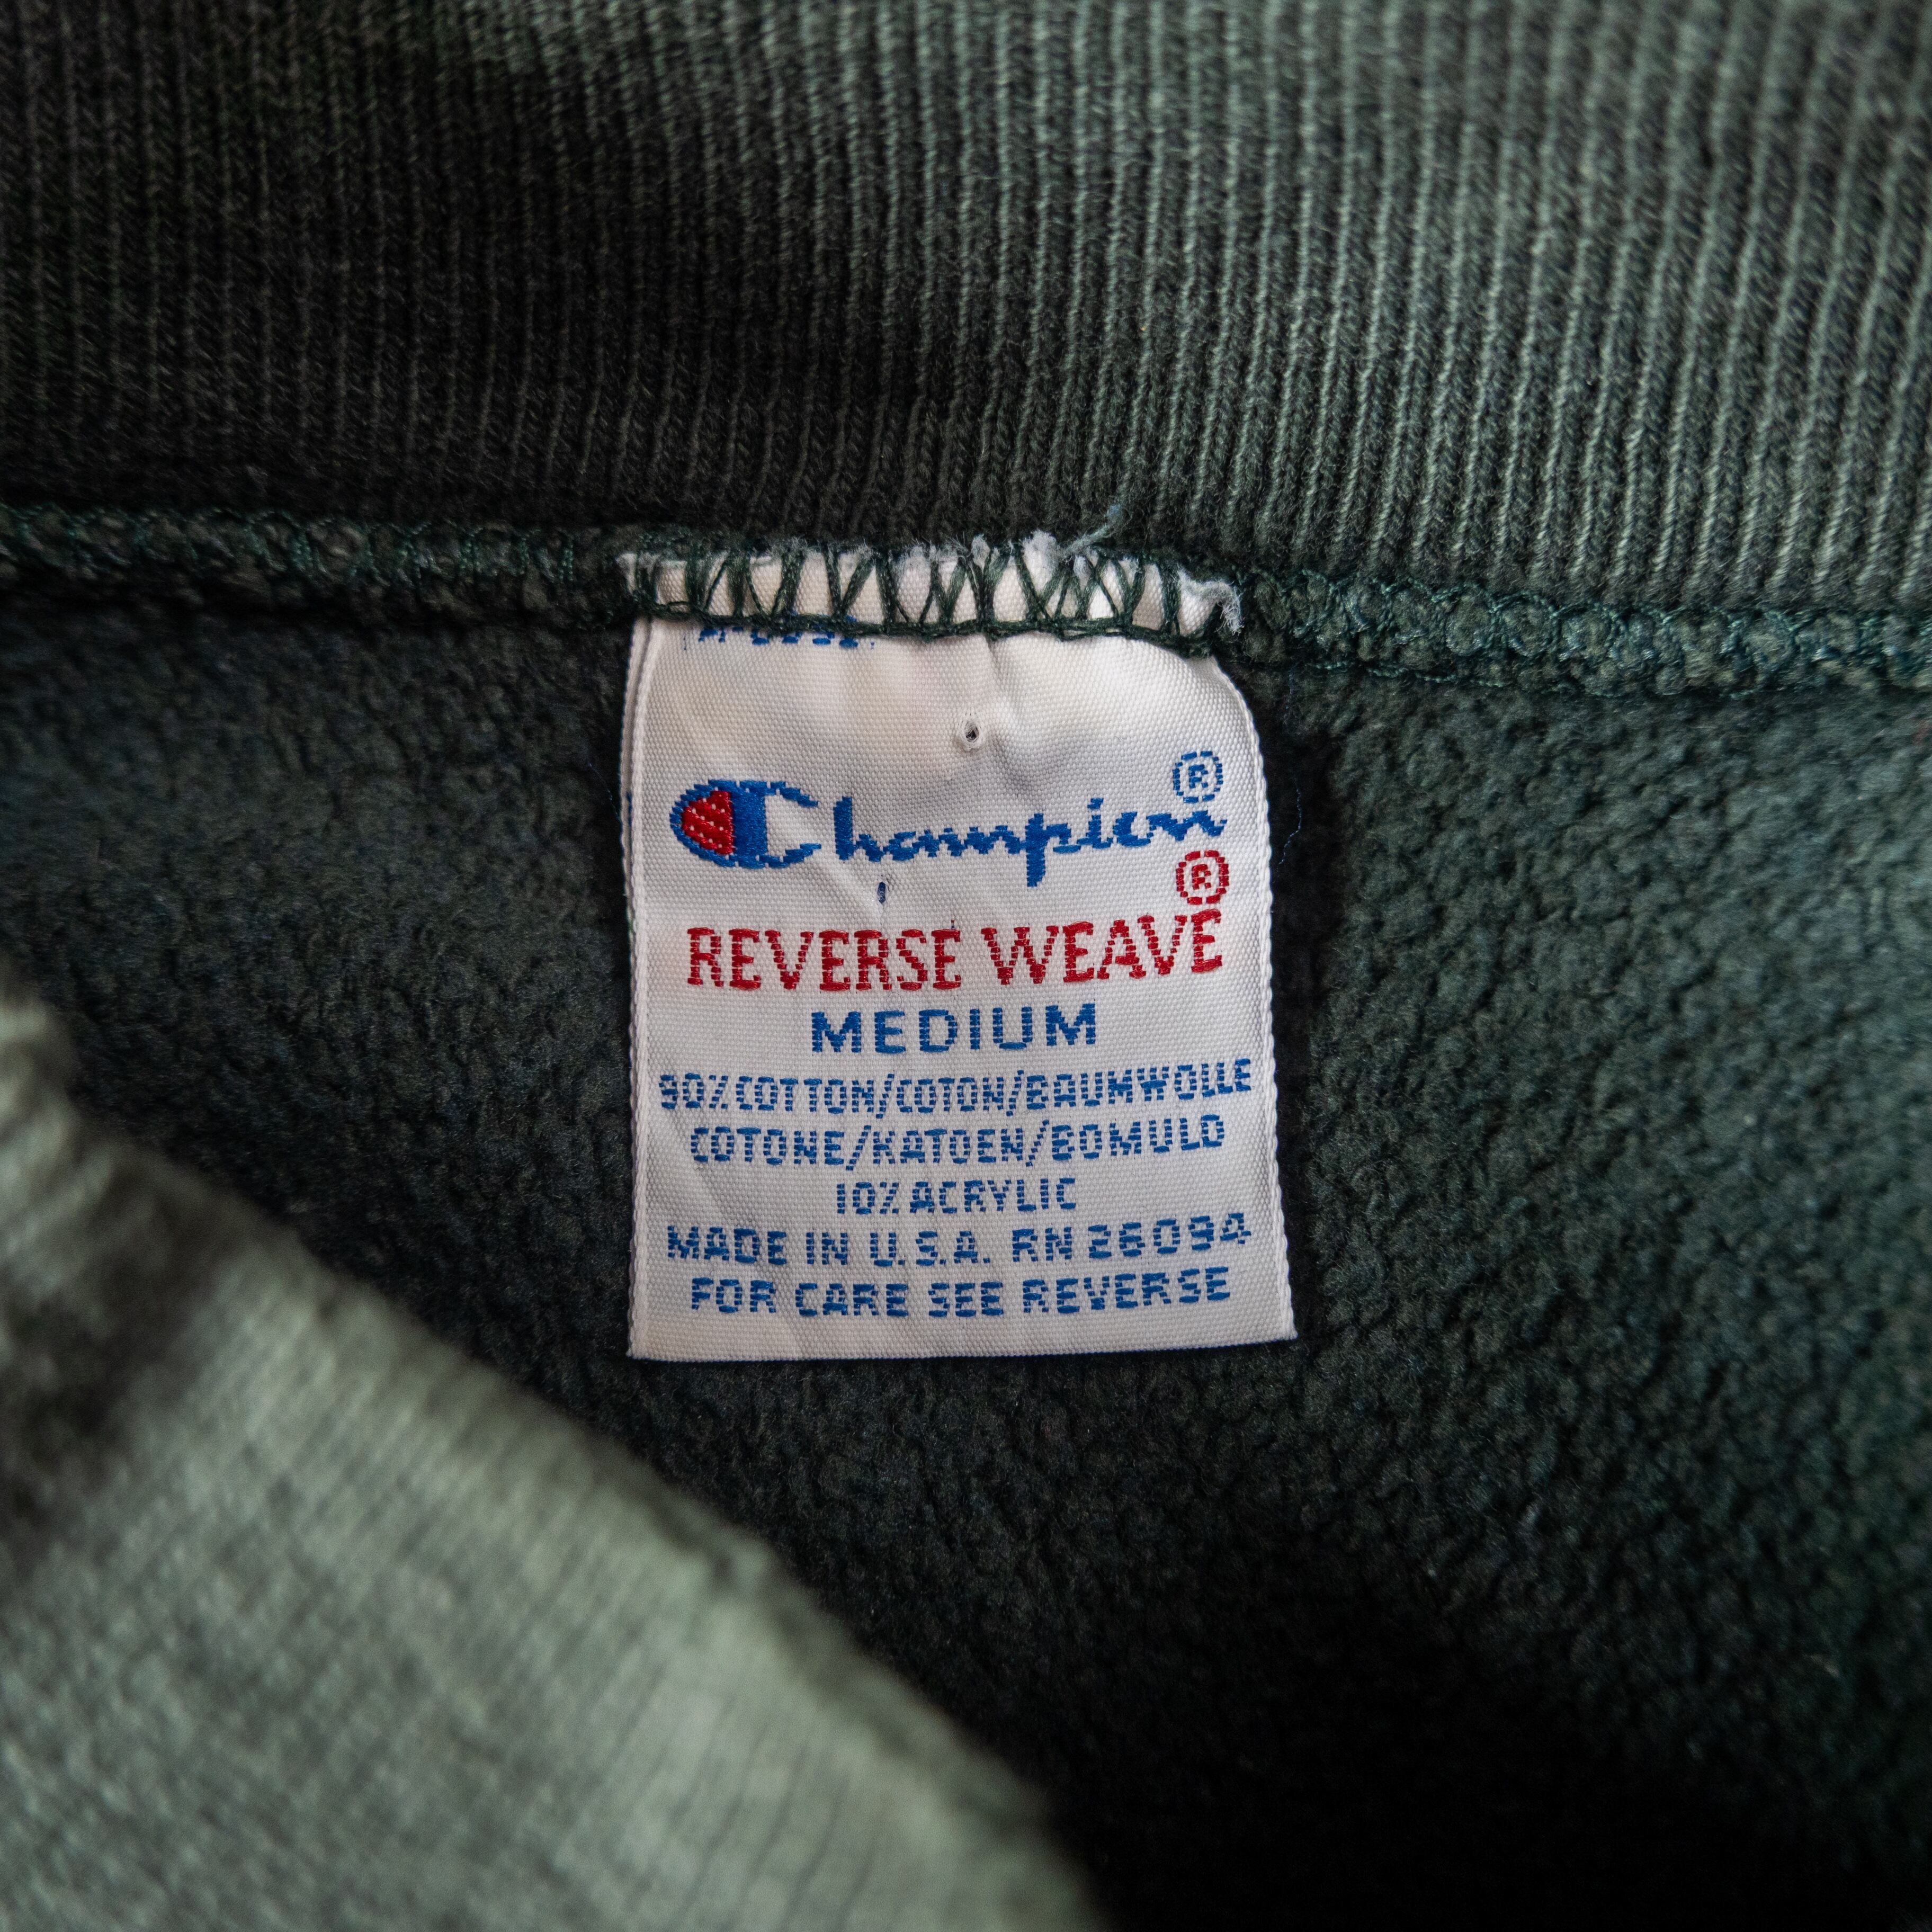 Champion®
REVERSE WEAVE®
MEDIUM
90% COTTON/COTON/BAUMWOLLE
COTONE/KATOEN/BOMULD
10% ACRYLIC
MADE IN U.S.A. RN 26094
FOR CARE SEE REVERSE